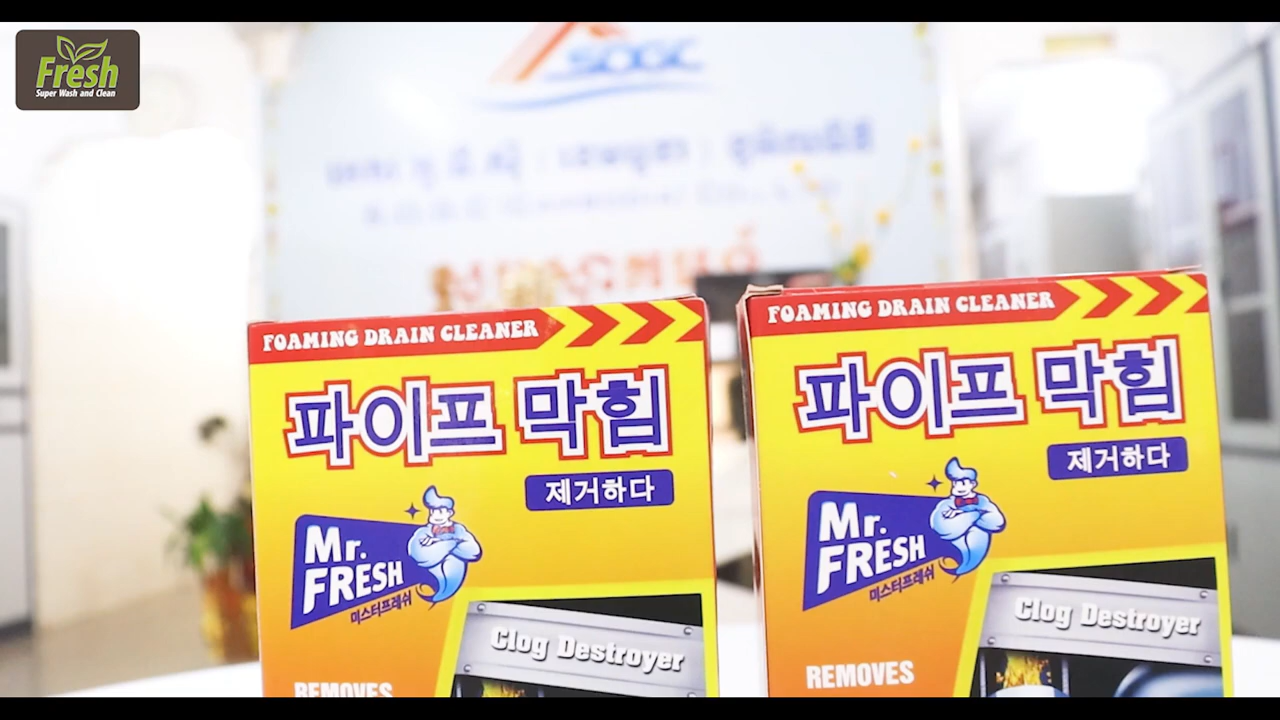 Fresh
Super Wash and Clean
SOGC
FOAMING DRAIN CLEANER
파이프 막힘
제거하다
Mr.
FRESH
미스터프레쉬
Clog Destroyer
REMOVES
FOAMING DRAIN CLEANER
파이프 막힘
제거하다
Mr.
FRESH
미스터프레쉬
Clog Destroyer
REMOVES